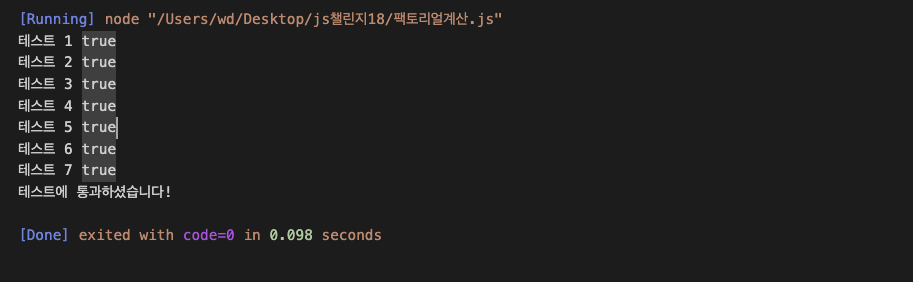 [Running] node "/Users/wd/Desktop/js챌린지18/팩토리얼계산.js"
테스트 1 true
테스트 2 true
테스트 3 true
테스트 4 true
테스트 5 true
테스트 6 true
테스트 7 true
테스트에 통과하셨습니다!
[Done] exited with code=0 in 0.098 seconds